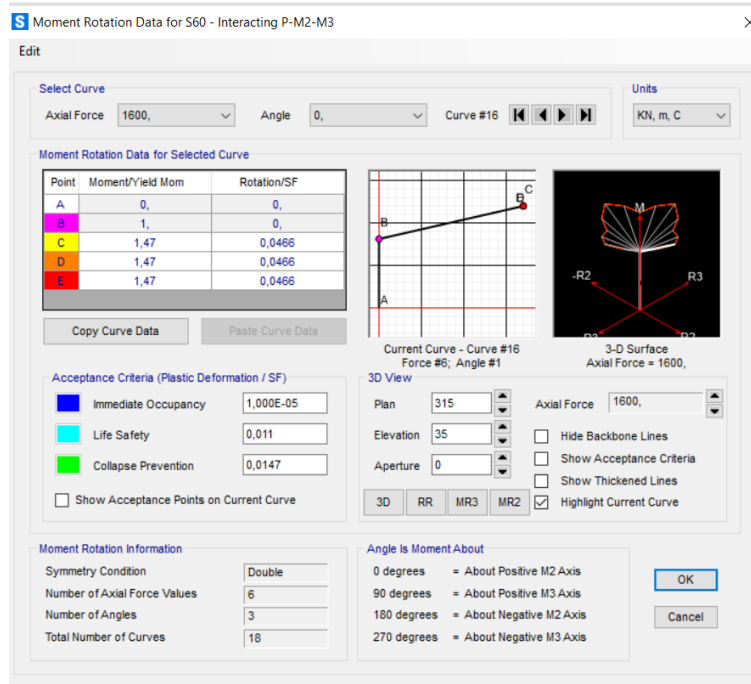 S Moment Rotation Data for S60 - Interacting P-M2-M3
Edit
Select Curve
Axial Force 1600, Angle 0, Curve #16
Units
KN, m, C
Moment Rotation Data for Selected Curve
Point Moment/Yield Mom Rotation/SF
A 0, 0,
B 1, 0,
C 1,47 0,0466
D 1,47 0,0466
E 1,47 0,0466
Copy Curve Data Paste Curve Data
A B C
Current Curve - Curve #16
Force #6; Angle #1
M
-R2 R3
3-D Surface
Axial Force = 1600,
Acceptance Criteria (Plastic Deformation / SF)
Immediate Occupancy 1,000E-05
Life Safety 0,011
Collapse Prevention 0,0147
Show Acceptance Points on Current Curve
3D View
Plan 315
Elevation 35
Aperture 0
3D RR MR3 MR2
Axial Force 1600,
Hide Backbone Lines
Show Acceptance Criteria
Show Thickened Lines
Highlight Current Curve
Moment Rotation Information
Symmetry Condition Double
Number of Axial Force Values 6
Number of Angles 3
Total Number of Curves 18
Angle Is Moment About
0 degrees = About Positive M2 Axis
90 degrees = About Positive M3 Axis
180 degrees = About Negative M2 Axis
270 degrees = About Negative M3 Axis
OK
Cancel